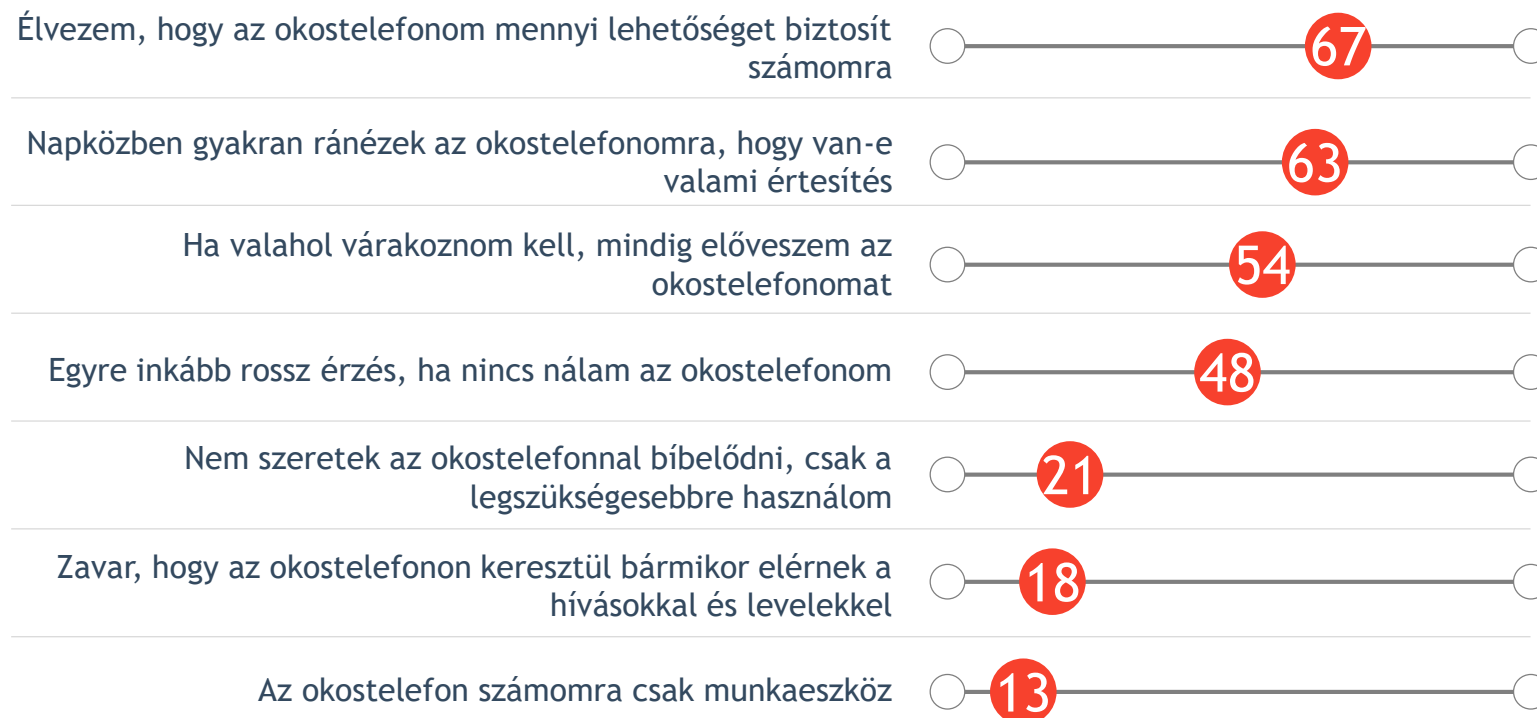 Élvezem, hogy az okostelefonom mennyi lehetőséget biztosít
számomra
67
Napközben gyakran ránézek az okostelefonomra, hogy van-e
valami értesítés
63
Ha valahol várakoznom kell, mindig előveszem az
okostelefonomat
54
Egyre inkább rossz érzés, ha nincs nálam az okostelefonom
48
Nem szeretek az okostelefonnal bíbelődni, csak a
legszükségesebbre használom
21
Zavar, hogy az okostelefonon keresztül bármikor elérnek a
hívásokkal és levelekkel
18
Az okostelefon számomra csak munkaeszköz
13